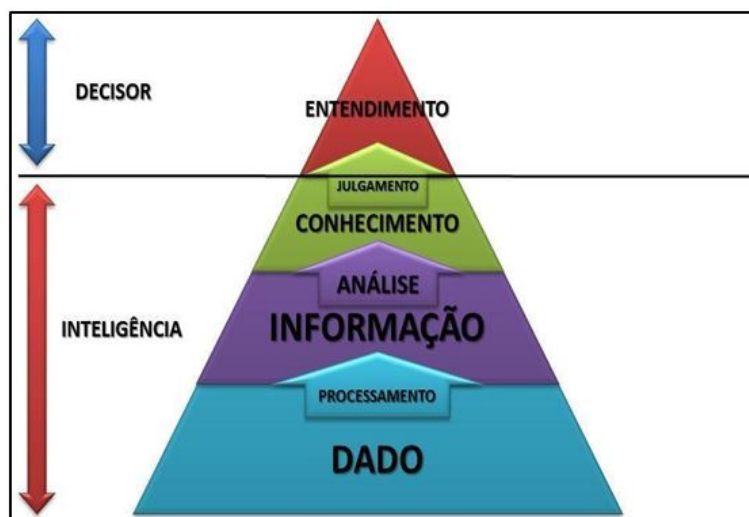 DECISOR
ENTENDIMENTO
JULGAMENTO
CONHECIMENTO
ANÁLISE
INFORMAÇÃO
INTELIGÊNCIA
PROCESSAMENTO
DADO